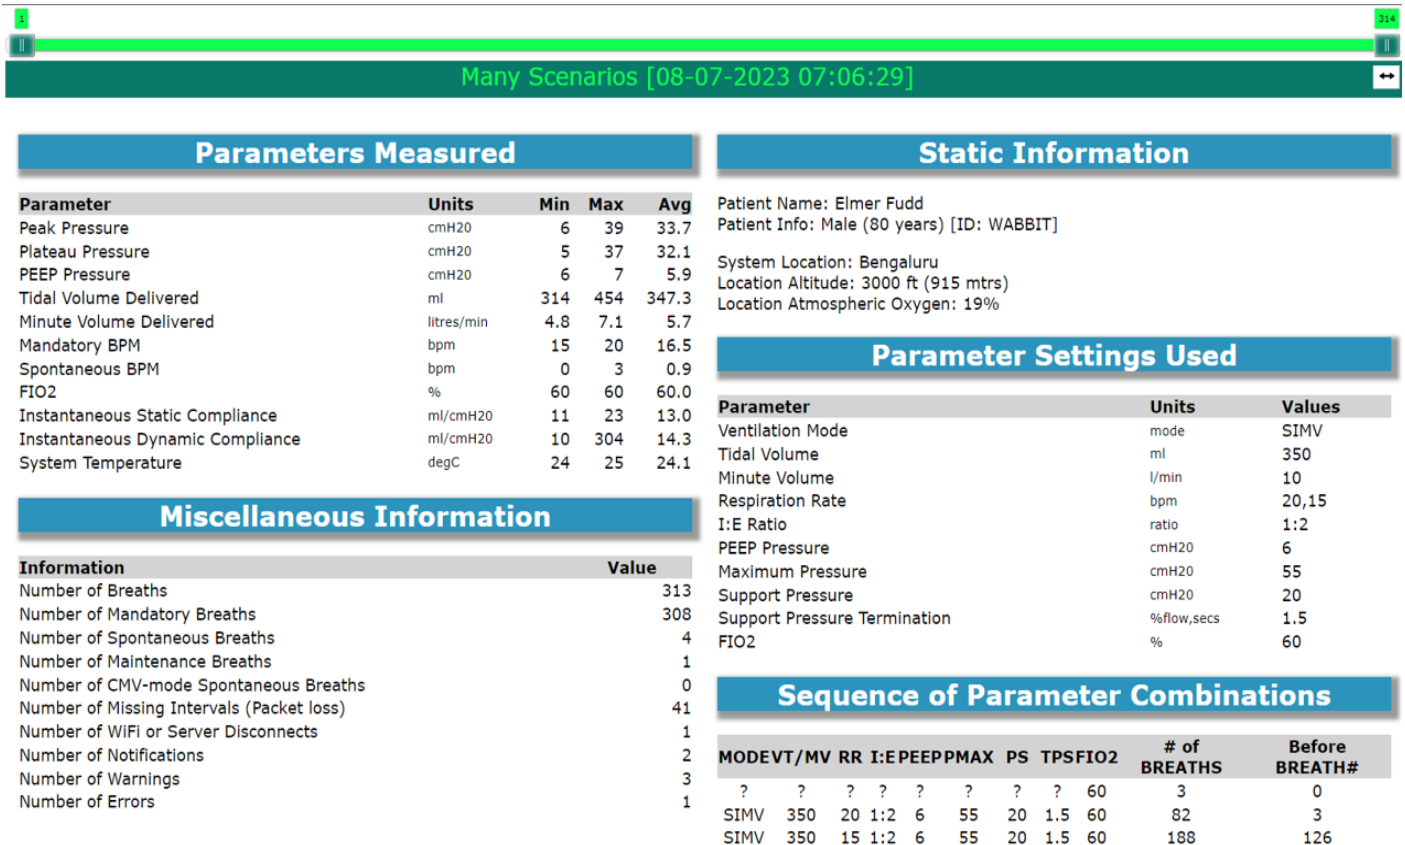 1
314
Many Scenarios [08-07-2023 07:06:29]
Parameters Measured
Parameter Units Min Max Avg
Peak Pressure cmH20 6 39 33.7
Plateau Pressure cmH20 5 37 32.1
PEEP Pressure cmH20 6 7 5.9
Tidal Volume Delivered ml 314 454 347.3
Minute Volume Delivered litres/min 4.8 7.1 5.7
Mandatory BPM bpm 15 20 16.5
Spontaneous BPM bpm 0 3 0.9
FIO2 % 60 60 60.0
Instantaneous Static Compliance ml/cmH20 11 23 13.0
Instantaneous Dynamic Compliance ml/cmH20 10 304 14.3
System Temperature degC 24 25 24.1
Miscellaneous Information
Information Value
Number of Breaths 313
Number of Mandatory Breaths 308
Number of Spontaneous Breaths 4
Number of Maintenance Breaths 1
Number of CMV-mode Spontaneous Breaths 0
Number of Missing Intervals (Packet loss) 41
Number of WiFi or Server Disconnects 1
Number of Notifications 2
Number of Warnings 3
Number of Errors 1
Static Information
Patient Name: Elmer Fudd
Patient Info: Male (80 years) [ID: WABBIT]
System Location: Bengaluru
Location Altitude: 3000 ft (915 mtrs)
Location Atmospheric Oxygen: 19%
Parameter Settings Used
Parameter Units Values
Ventilation Mode mode SIMV
Tidal Volume ml 350
Minute Volume l/min 10
Respiration Rate bpm 20,15
I:E Ratio ratio 1:2
PEEP Pressure cmH20 6
Maximum Pressure cmH20 55
Support Pressure cmH20 20
Support Pressure Termination %flow,secs 1.5
FIO2 % 60
Sequence of Parameter Combinations
MODE VT/MV RR I:E PEEP PMAX PS TPS FIO2 # of BREATHS Before BREATH#
? ? ? ? ? ? ? ? 60 3 0
SIMV 350 20 1:2 6 55 20 1.5 60 82 3
SIMV 350 15 1:2 6 55 20 1.5 60 188 126